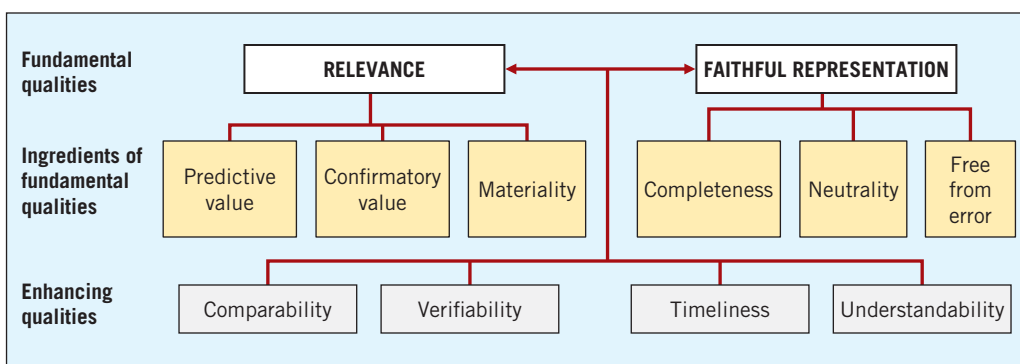 Fundamental
qualities
RELEVANCE
FAITHFUL REPRESENTATION
Ingredients of
fundamental
qualities
Predictive
value
Confirmatory
value
Materiality
Completeness
Neutrality
Free
from
error
Enhancing
qualities
Comparability
Verifiability
Timeliness
Understandability